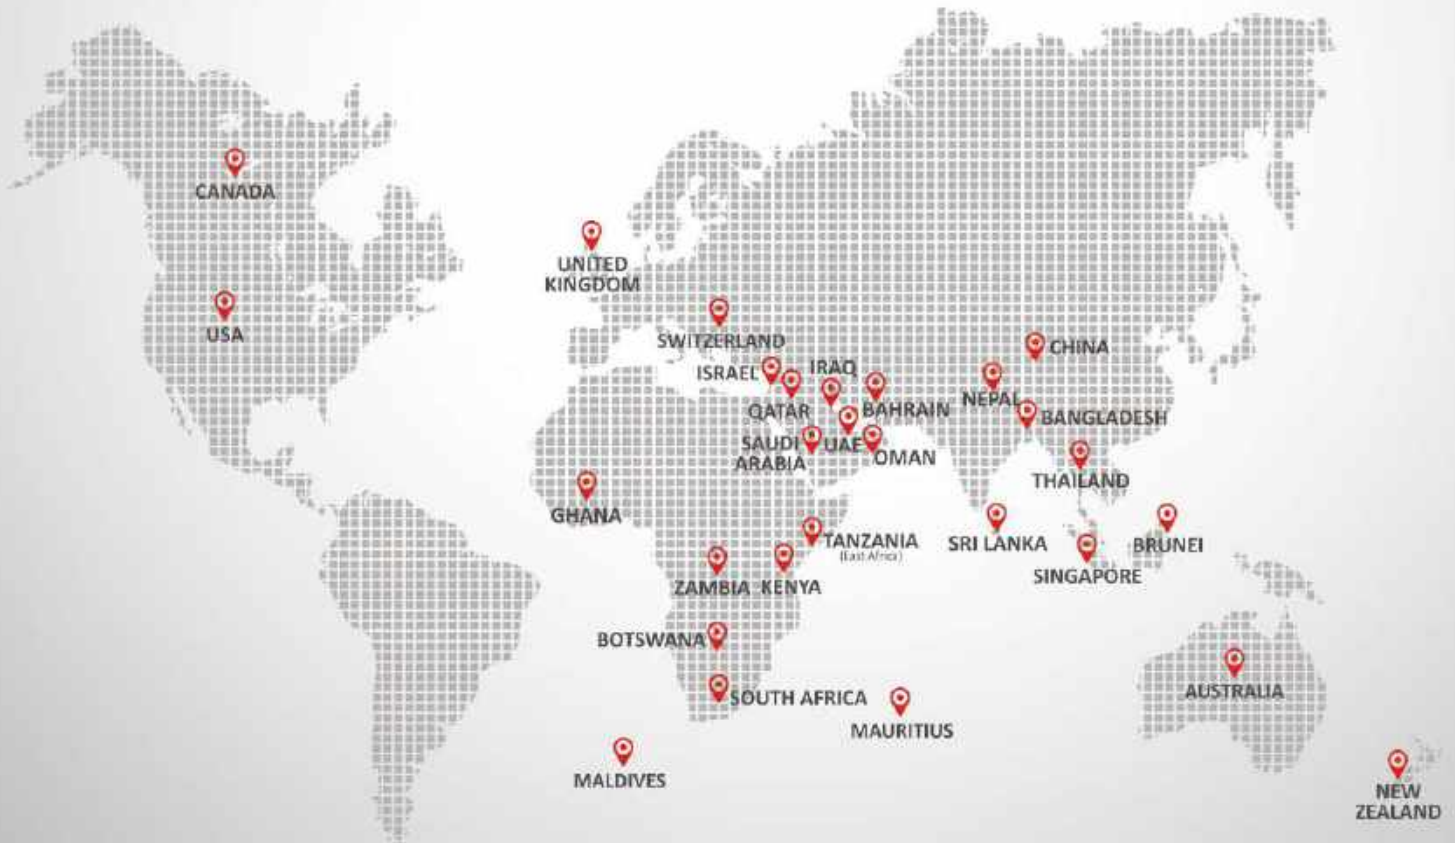 CANADA
UNITED
KINGDOM
USA
SWITZERLAND
CHINA
ISRAEL
IRAQ
NEPAL
QATAR
BAHRAIN
BANGLADESH
SAUDI
ARABIA
UAE
OMAN
THAILAND
GHANA
TANZANIA
(East Africa)
SRI LANKA
BRUNEI
SINGAPORE
ZAMBIA
KENYA
BOTSWANA
SOUTH AFRICA
AUSTRALIA
MAURITIUS
MALDIVES
NEW
ZEALAND